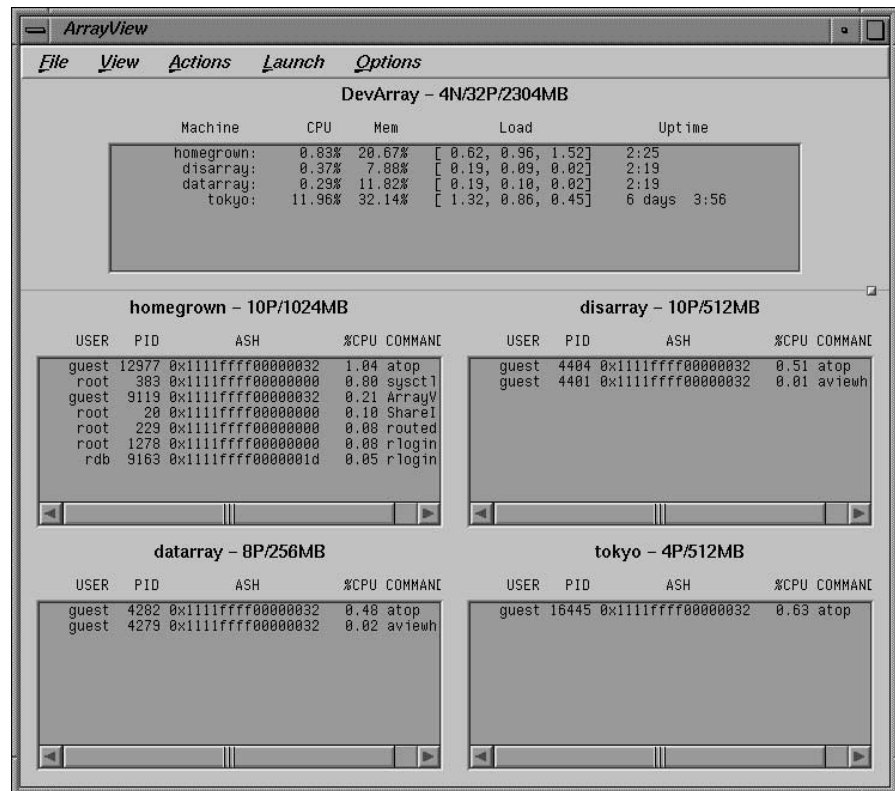 ArrayView
File View Actions Launch Options
DevArray – 4N/32P/2304MB
Machine CPU Mem Load Uptime
homegrown: 0.83% 20.67% [ 0.62, 0.96, 1.52] 2:25
disarray: 0.37% 7.88% [ 0.19, 0.09, 0.02] 2:19
datarray: 0.29% 11.82% [ 0.19, 0.10, 0.02] 2:19
tokyo: 11.96% 32.14% [ 1.32, 0.86, 0.45] 6 days 3:56
homegrown – 10P/1024MB
USER PID ASH %CPU COMMAND
guest 12977 0x1111ffff00000032 1.04 atop
root 383 0x1111ffff00000000 0.80 sysctl
guest 9119 0x1111ffff00000032 0.21 ArrayV
root 20 0x1111ffff00000000 0.10 ShareI
root 229 0x1111ffff00000000 0.08 routed
root 1278 0x1111ffff00000000 0.08 rlogin
rdb 9163 0x1111ffff0000001d 0.05 rlogin
disarray – 10P/512MB
USER PID ASH %CPU COMMAND
guest 4404 0x1111ffff00000032 0.51 atop
guest 4401 0x1111ffff00000032 0.01 aviewh
datarray – 8P/256MB
USER PID ASH %CPU COMMAND
guest 4282 0x1111ffff00000032 0.48 atop
guest 4279 0x1111ffff00000032 0.02 aviewh
tokyo – 4P/512MB
USER PID ASH %CPU COMMAND
guest 16445 0x1111ffff00000032 0.63 atop